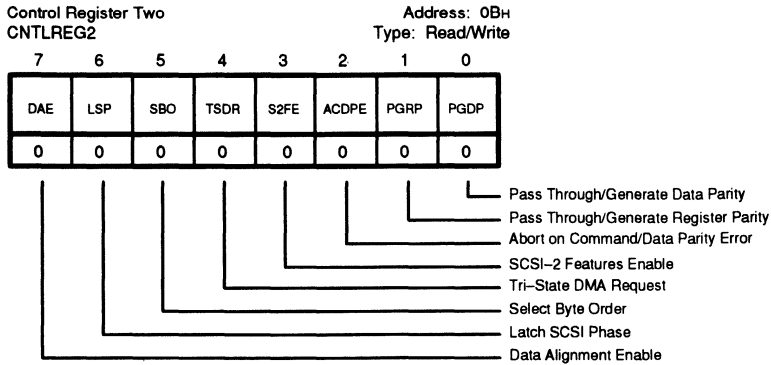 Control Register Two Address: 0BH
CNTLREG2 Type: Read/Write
7 6 5 4 3 2 1 0
DAE LSP SBO TSDR S2FE ACDPE PGRP PGDP
0 0 0 0 0 0 0 0
Pass Through/Generate Data Parity
Pass Through/Generate Register Parity
Abort on Command/Data Parity Error
SCSI–2 Features Enable
Tri–State DMA Request
Select Byte Order
Latch SCSI Phase
Data Alignment Enable